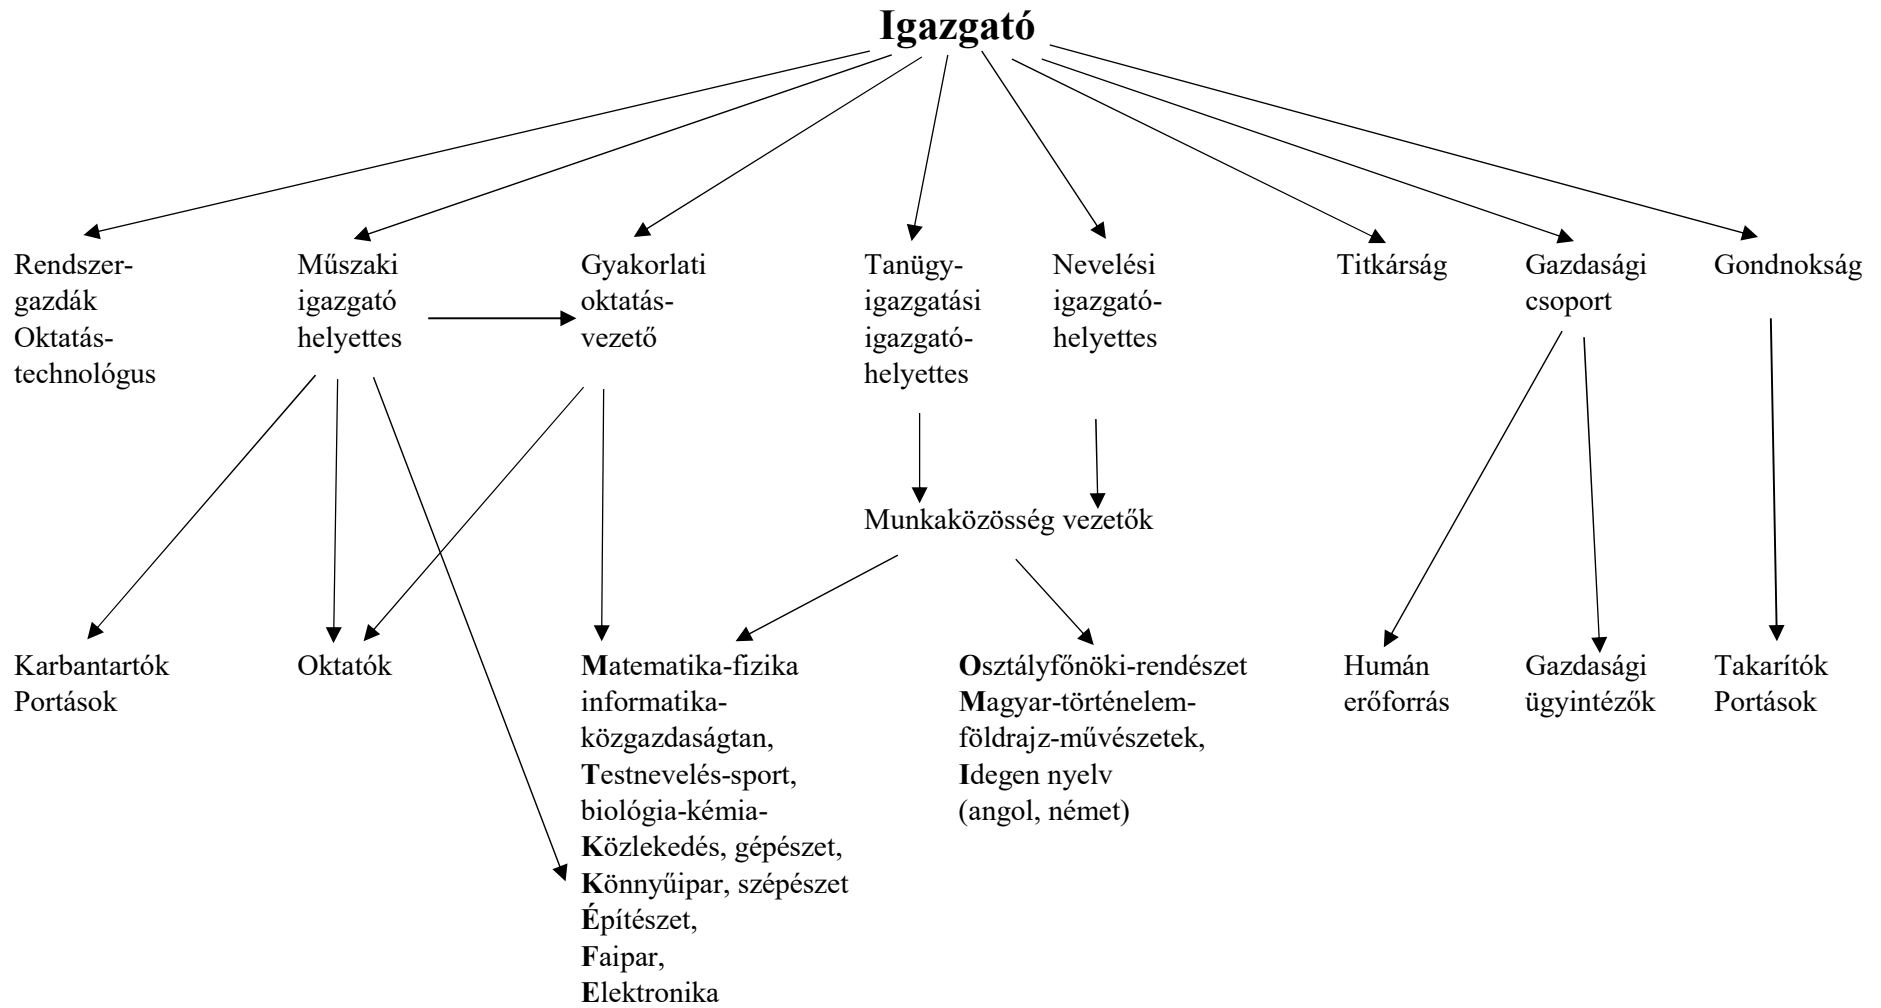 Igazgató
Rendszer-
gazdák
Oktatás-
technológus
Műszaki
igazgató
helyettes
Gyakorlati
oktatás-
vezető
Tanügy-
igazgatási
igazgató-
helyettes
Nevelési
igazgató-
helyettes
Titkárság
Gazdasági
csoport
Gondnokság
Munkaközösség vezetők
Karbantartók
Portások
Oktatók
Matematika-fizika
informatika-
közgazdaságtan,
Testnevelés-sport,
biológia-kémia-
Közlekedés, gépészet,
Könnyűipar, szépészet
Építészet,
Faipar,
Elektronika
Osztályfőnöki-rendészet
Magyar-történelem-
földrajz-művészetek,
Idegen nyelv
(angol, német)
Humán
erőforrás
Gazdasági
ügyintézők
Takarítók
Portások